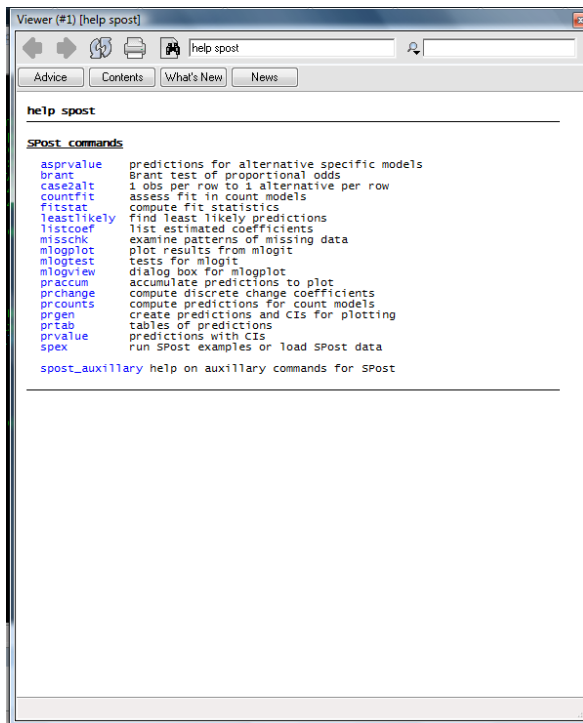 Viewer (#1) [help spost]
help spost
Advice Contents What's New News
help spost
SPost commands
asprvalue predictions for alternative specific models
brant Brant test of proportional odds
case2alt 1 obs per row to 1 alternative per row
countfit assess fit in count models
fitstat compute fit statistics
leastlikely find least likely predictions
listcoef list estimated coefficients
misschk examine patterns of missing data
mlogplot plot results from mlogit
mlogtest tests for mlogit
mlogview dialog box for mlogplot
praccum accumulate predictions to plot
prchange compute discrete change coefficients
prcounts compute predictions for count models
prgen create predictions and CIs for plotting
prtab tables of predictions
prvalue predictions with CIs
spex run SPost examples or load SPost data
spost_auxillary help on auxillary commands for SPost